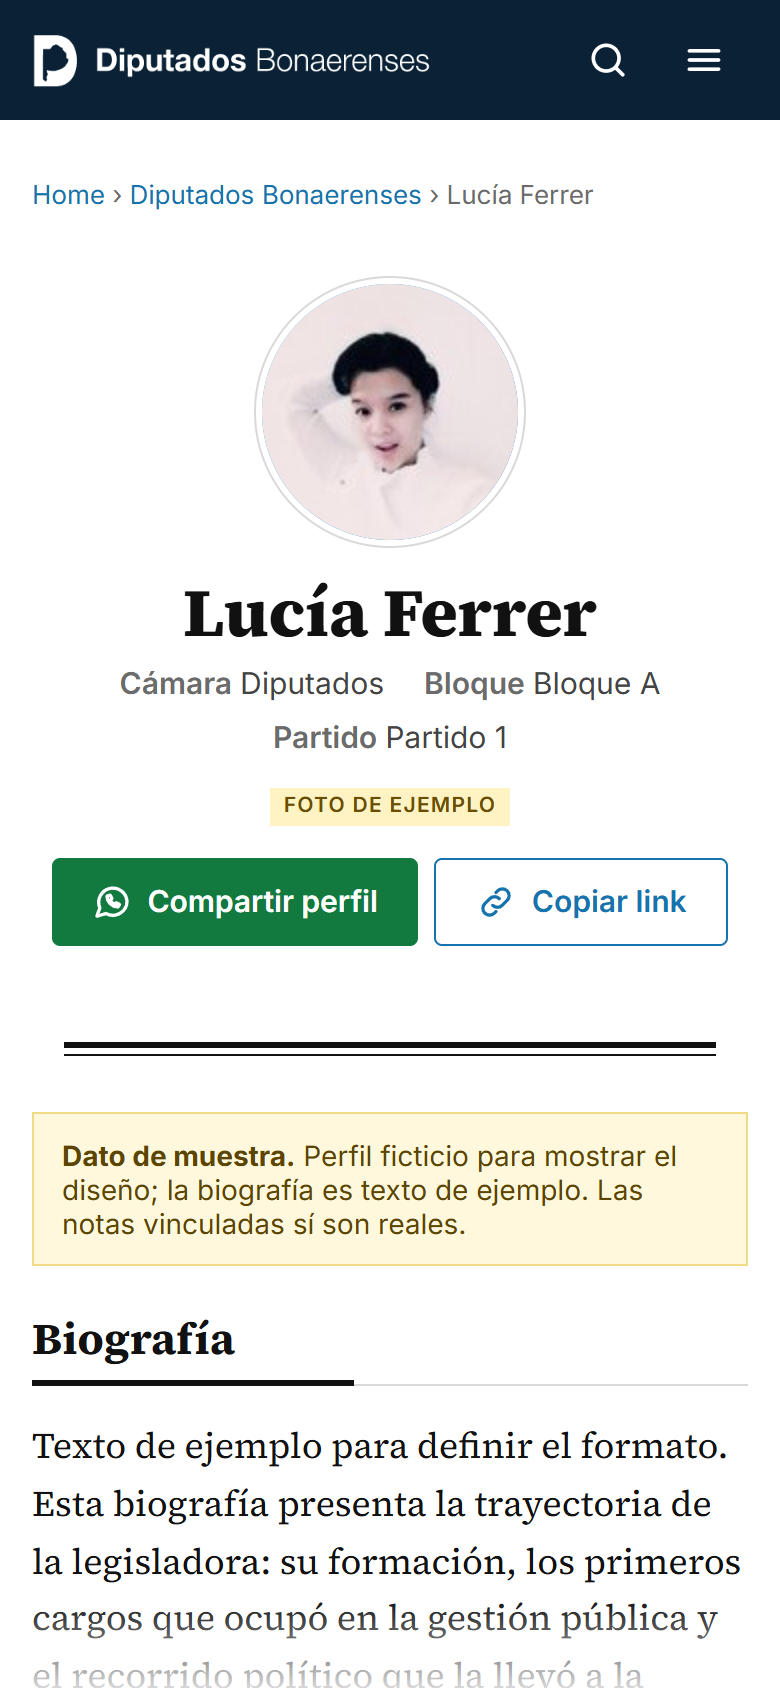 Diputados Bonaerenses
Home › Diputados Bonaerenses › Lucía Ferrer
Lucía Ferrer
Cámara Diputados Bloque Bloque A
Partido Partido 1
FOTO DE EJEMPLO
Compartir perfil
Copiar link
Dato de muestra. Perfil ficticio para mostrar el
diseño; la biografía es texto de ejemplo. Las
notas vinculadas sí son reales.
Biografía
Texto de ejemplo para definir el formato.
Esta biografía presenta la trayectoria de
la legisladora: su formación, los primeros
cargos que ocupó en la gestión pública y
el recorrido político que la llevó a la